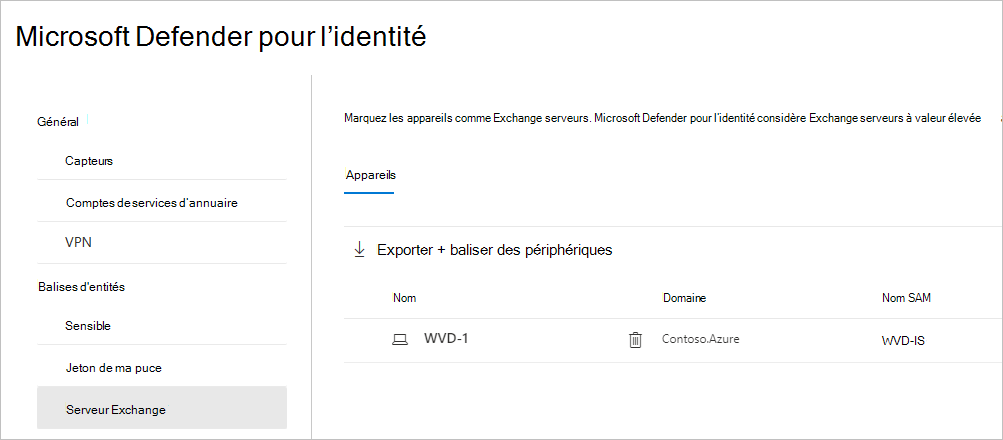 Microsoft Defender pour l'identité
Général
Capteurs
Comptes de services d'annuaire
VPN
Balises d'entités
Sensible
Jeton de ma puce
Serveur Exchange
Marquez les appareils comme Exchange serveurs. Microsoft Defender pour l'identité considère Exchange serveurs à valeur élevée
Appareils
Exporter + baliser des périphériques
Nom Domaine Nom SAM
WVD-1 Contoso.Azure WVD-IS